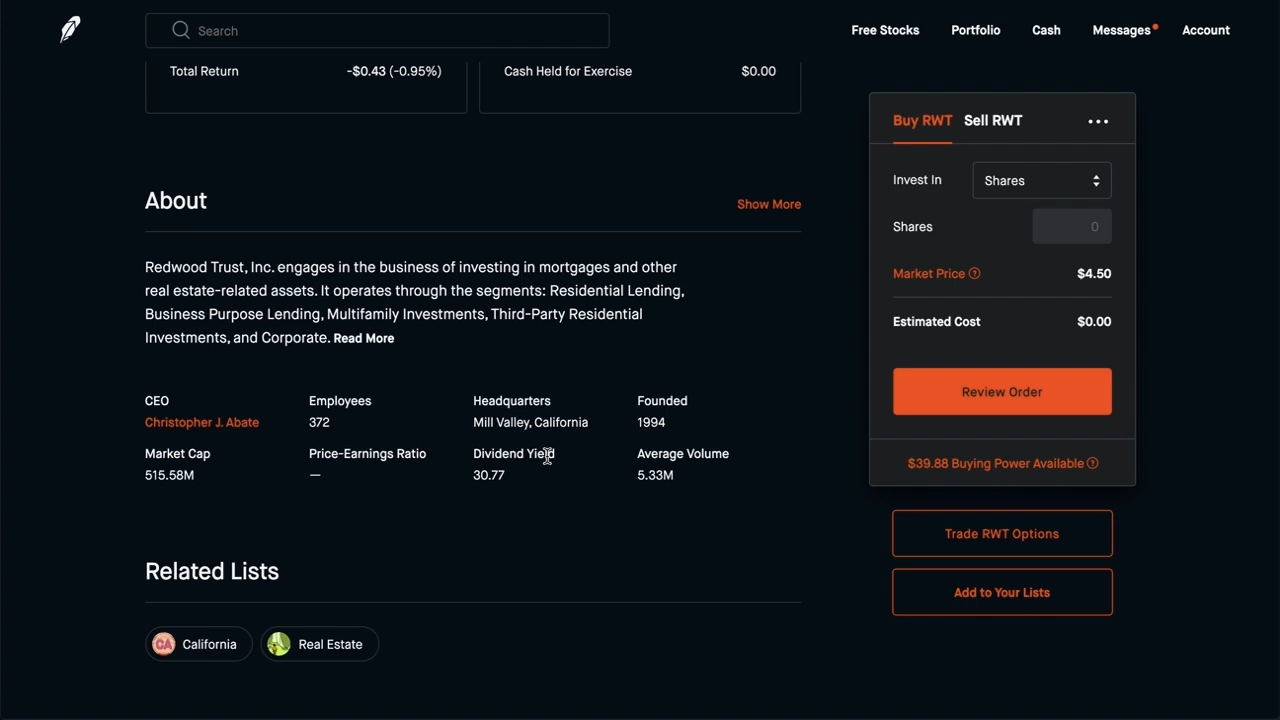 Search
Free Stocks Portfolio Cash Messages Account
Total Return -$0.43 (-0.95%)
Cash Held for Exercise $0.00
About
Show More
Redwood Trust, Inc. engages in the business of investing in mortgages and other
real estate-related assets. It operates through the segments: Residential Lending,
Business Purpose Lending, Multifamily Investments, Third-Party Residential
Investments, and Corporate. Read More
CEO Employees Headquarters Founded
Christopher J. Abate 372 Mill Valley, California 1994
Market Cap Price-Earnings Ratio Dividend Yield Average Volume
515.58M — 30.77 5.33M
Related Lists
CA California Real Estate
Buy RWT Sell RWT
Invest In Shares
Shares 0
Market Price $4.50
Estimated Cost $0.00
Review Order
$39.88 Buying Power Available
Trade RWT Options
Add to Your Lists